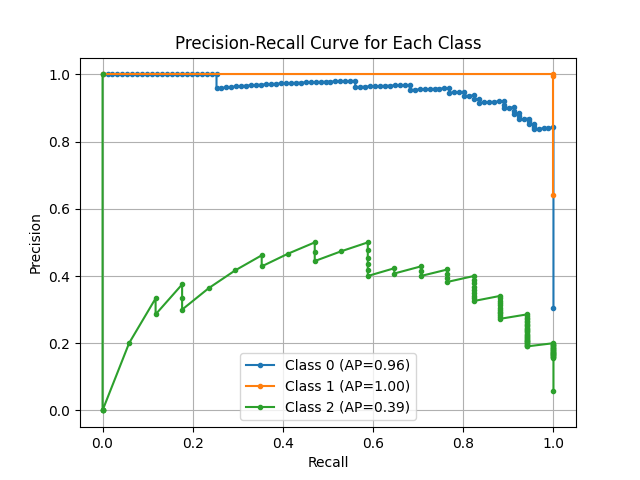 Precision-Recall Curve for Each Class
1.0
0.8
0.6
0.4
0.2
0.0
Precision
Class 0 (AP=0.96)
Class 1 (AP=1.00)
Class 2 (AP=0.39)
0.0 0.2 0.4 0.6 0.8 1.0
Recall